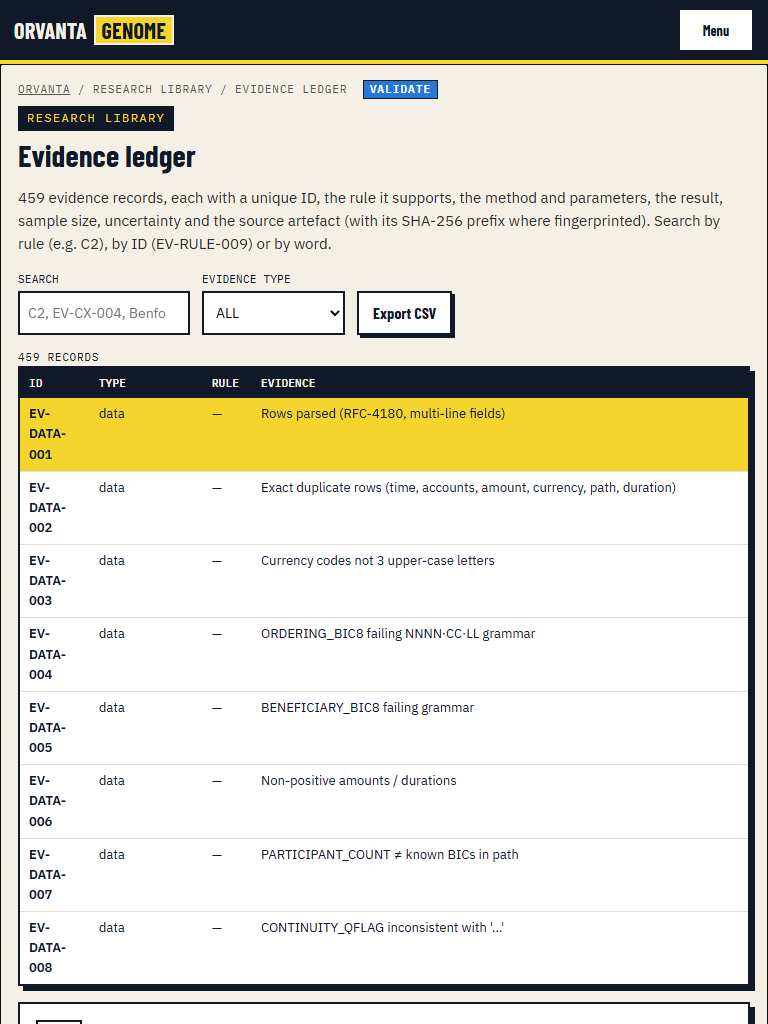 ORVANTA GENOME
Menu
ORVANTA / RESEARCH LIBRARY / EVIDENCE LEDGER VALIDATE
RESEARCH LIBRARY
Evidence ledger
459 evidence records, each with a unique ID, the rule it supports, the method and parameters, the result,
sample size, uncertainty and the source artefact (with its SHA-256 prefix where fingerprinted). Search by
rule (e.g. C2), by ID (EV-RULE-009) or by word.
SEARCH EVIDENCE TYPE
C2, EV-CX-004, Benfo ALL Export CSV
459 RECORDS
ID TYPE RULE EVIDENCE
EV- data — Rows parsed (RFC-4180, multi-line fields)
DATA-
001
EV- data — Exact duplicate rows (time, accounts, amount, currency, path, duration)
DATA-
002
EV- data — Currency codes not 3 upper-case letters
DATA-
003
EV- data — ORDERING_BIC8 failing NNNN·CC·LL grammar
DATA-
004
EV- data — BENEFICIARY_BIC8 failing grammar
DATA-
005
EV- data — Non-positive amounts / durations
DATA-
006
EV- data — PARTICIPANT_COUNT ≠ known BICs in path
DATA-
007
EV- data — CONTINUITY_QFLAG inconsistent with '...'
DATA-
008